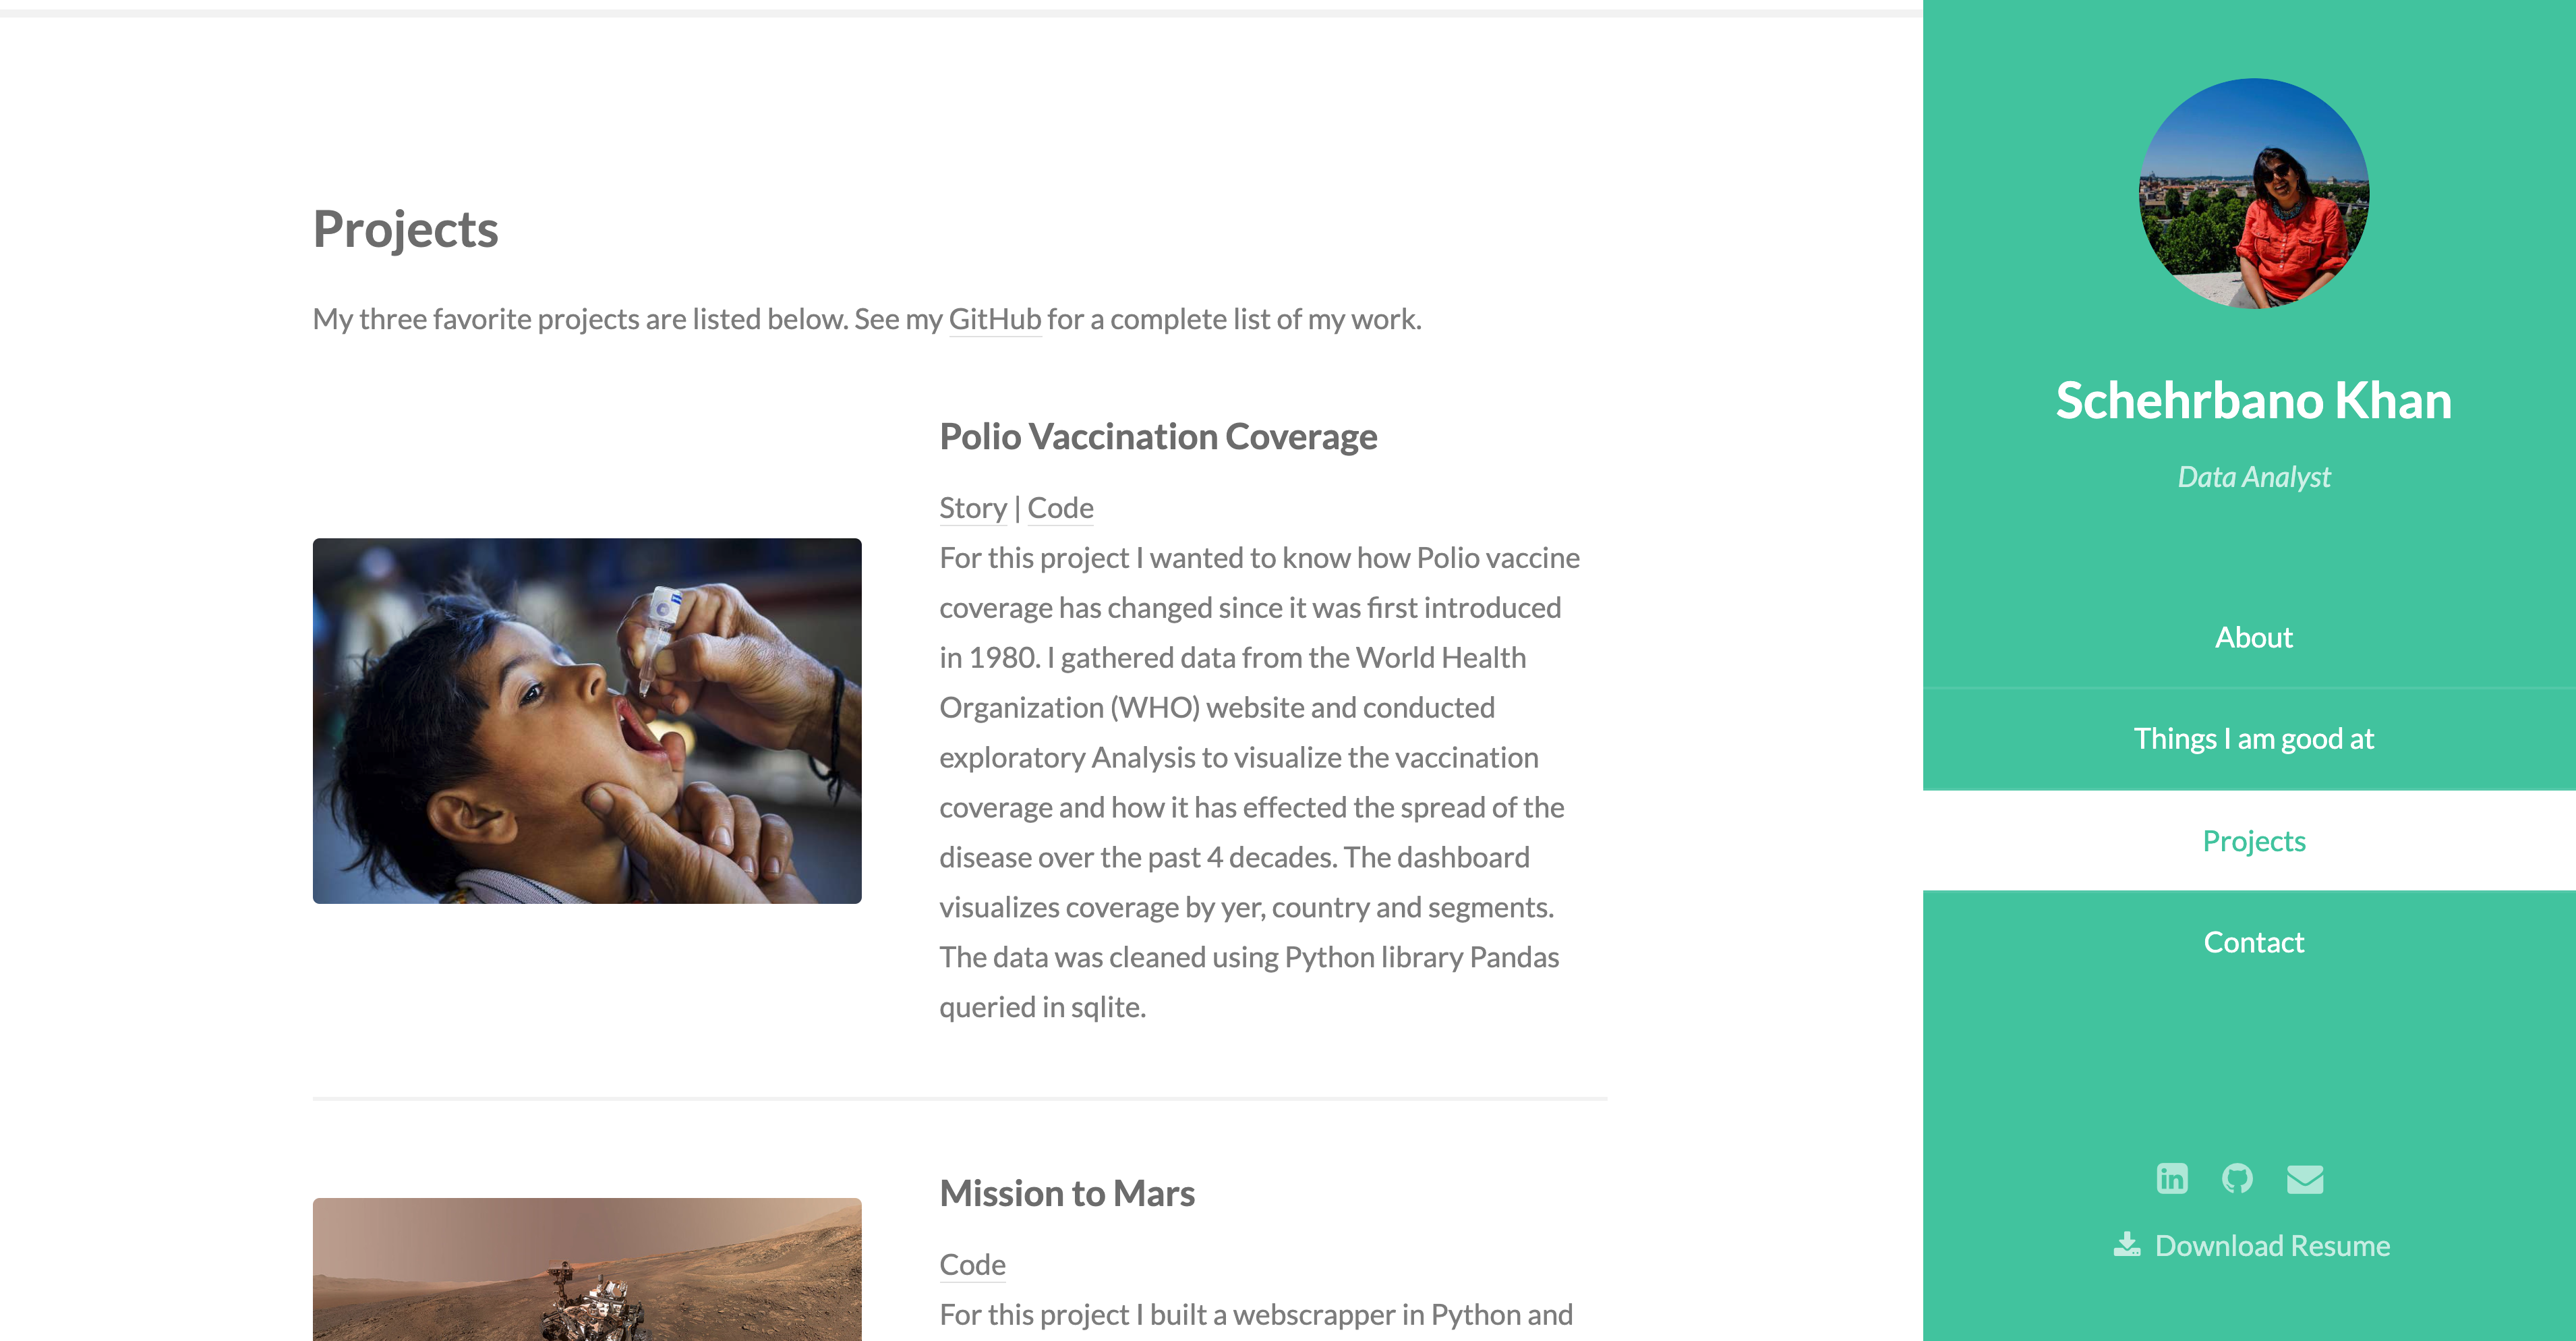 Projects
My three favorite projects are listed below. See my GitHub for a complete list of my work.
Polio Vaccination Coverage
Story | Code
For this project I wanted to know how Polio vaccine
coverage has changed since it was first introduced
in 1980. I gathered data from the World Health
Organization (WHO) website and conducted
exploratory Analysis to visualize the vaccination
coverage and how it has effected the spread of the
disease over the past 4 decades. The dashboard
visualizes coverage by yer, country and segments.
The data was cleaned using Python library Pandas
queried in sqlite.
Mission to Mars
Code
For this project I built a webscrapper in Python and
Schehrbano Khan
Data Analyst
About
Things I am good at
Projects
Contact
Download Resume